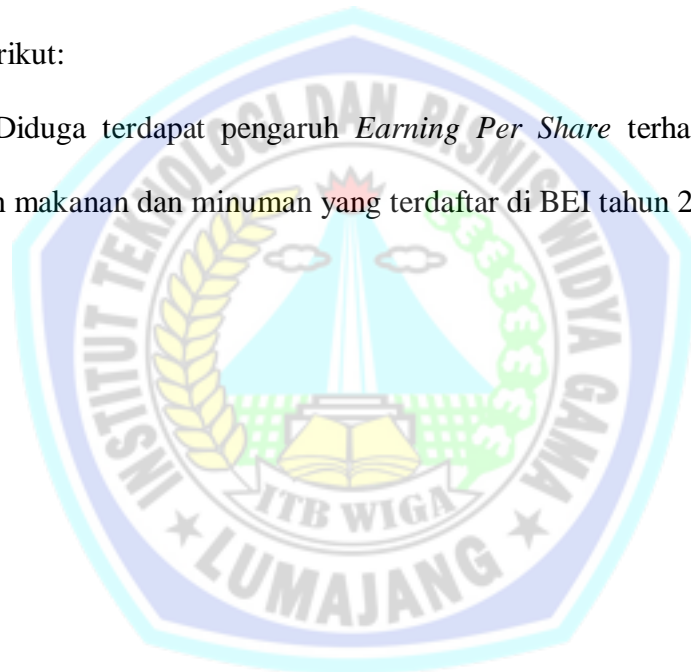 rikut:
Diduga terdapat pengaruh Earning Per Share terha
n makanan dan minuman yang terdaftar di BEI tahun 2
INSTITUT TEKNOLOGI DAN BISNIS WIDYA GAMA
ITB WIGA
LUMAJANG